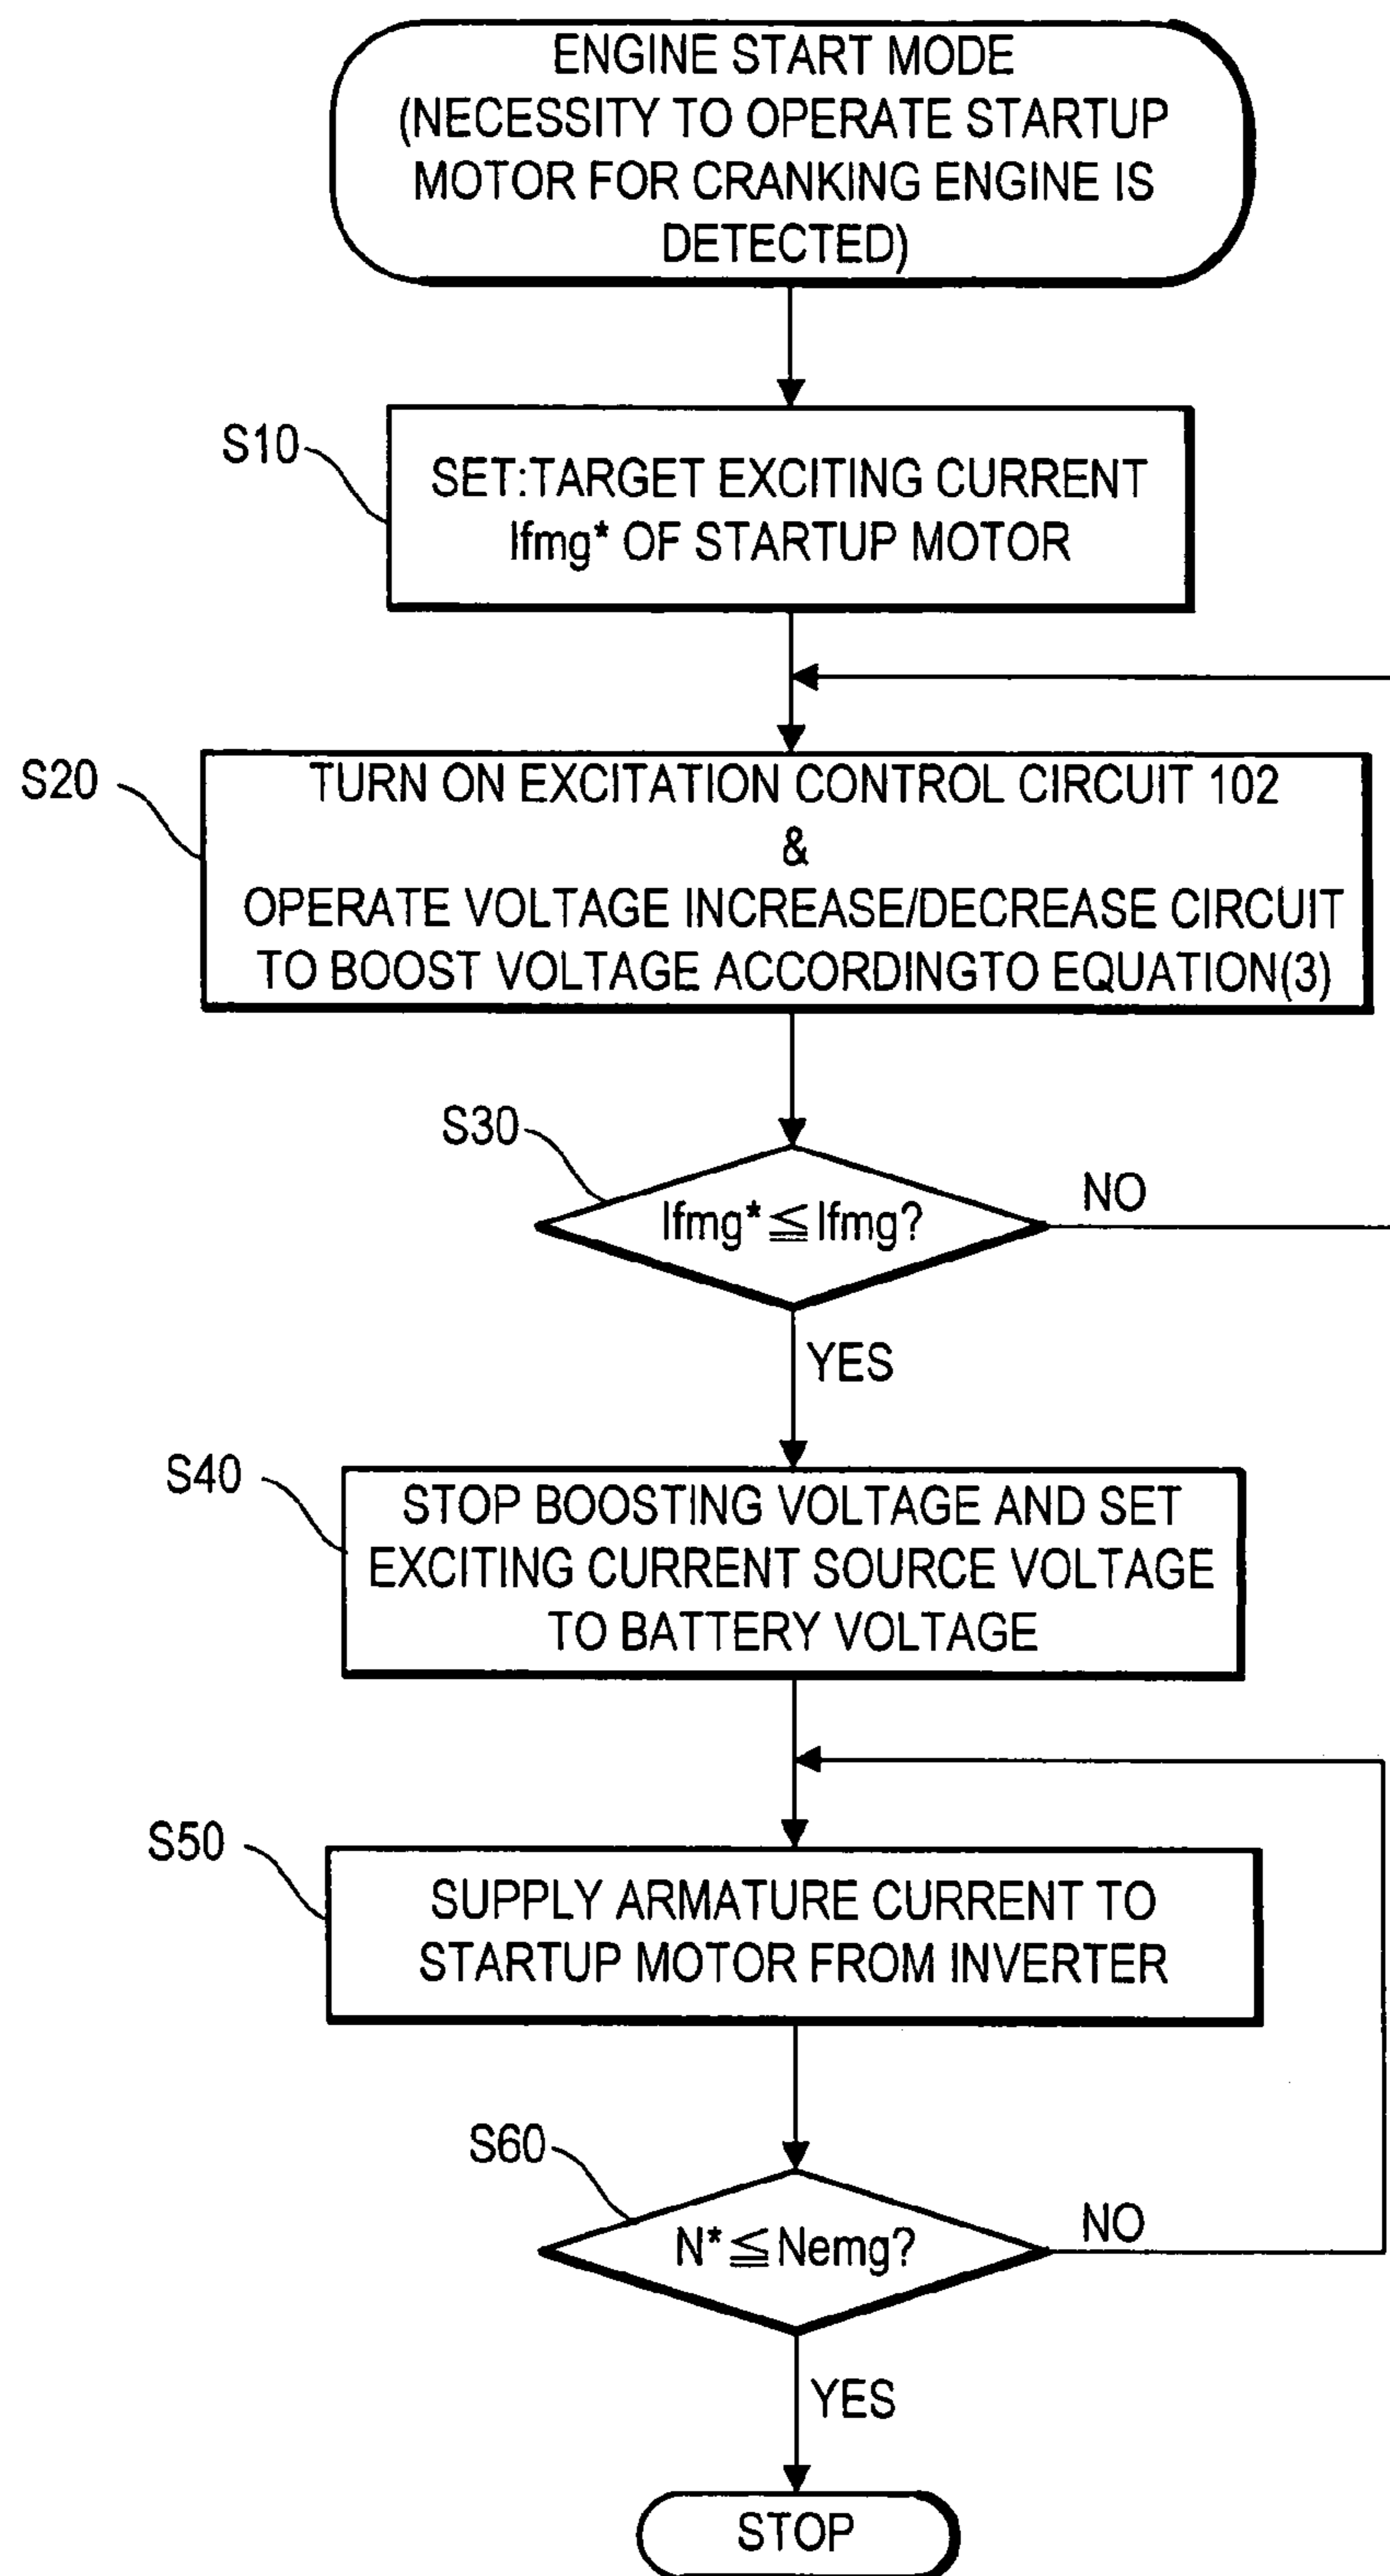 ENGINE START MODE
(NECESSITY TO OPERATE STARTUP
MOTOR FOR CRANKING ENGINE IS
DETECTED)
S10
SET:TARGET EXCITING CURRENT
Ifmg* OF STARTUP MOTOR
S20
TURN ON EXCITATION CONTROL CIRCUIT 102
&
OPERATE VOLTAGE INCREASE/DECREASE CIRCUIT
TO BOOST VOLTAGE ACCORDINGTO EQUATION(3)
S30
Ifmg*≦Ifmg?
NO
YES
S40
STOP BOOSTING VOLTAGE AND SET
EXCITING CURRENT SOURCE VOLTAGE
TO BATTERY VOLTAGE
S50
SUPPLY ARMATURE CURRENT TO
STARTUP MOTOR FROM INVERTER
S60
N*≦Nemg?
NO
YES
STOP